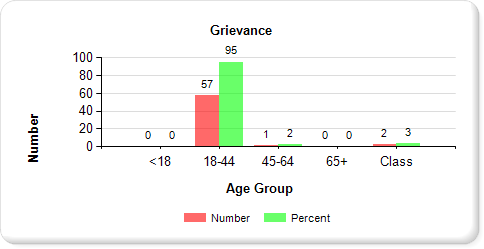 Grievance
Number
100
80
60
40
20
0
0 0
57 95
1 2
0 0
2 3
<18 18-44 45-64 65+ Class
Age Group
Number Percent